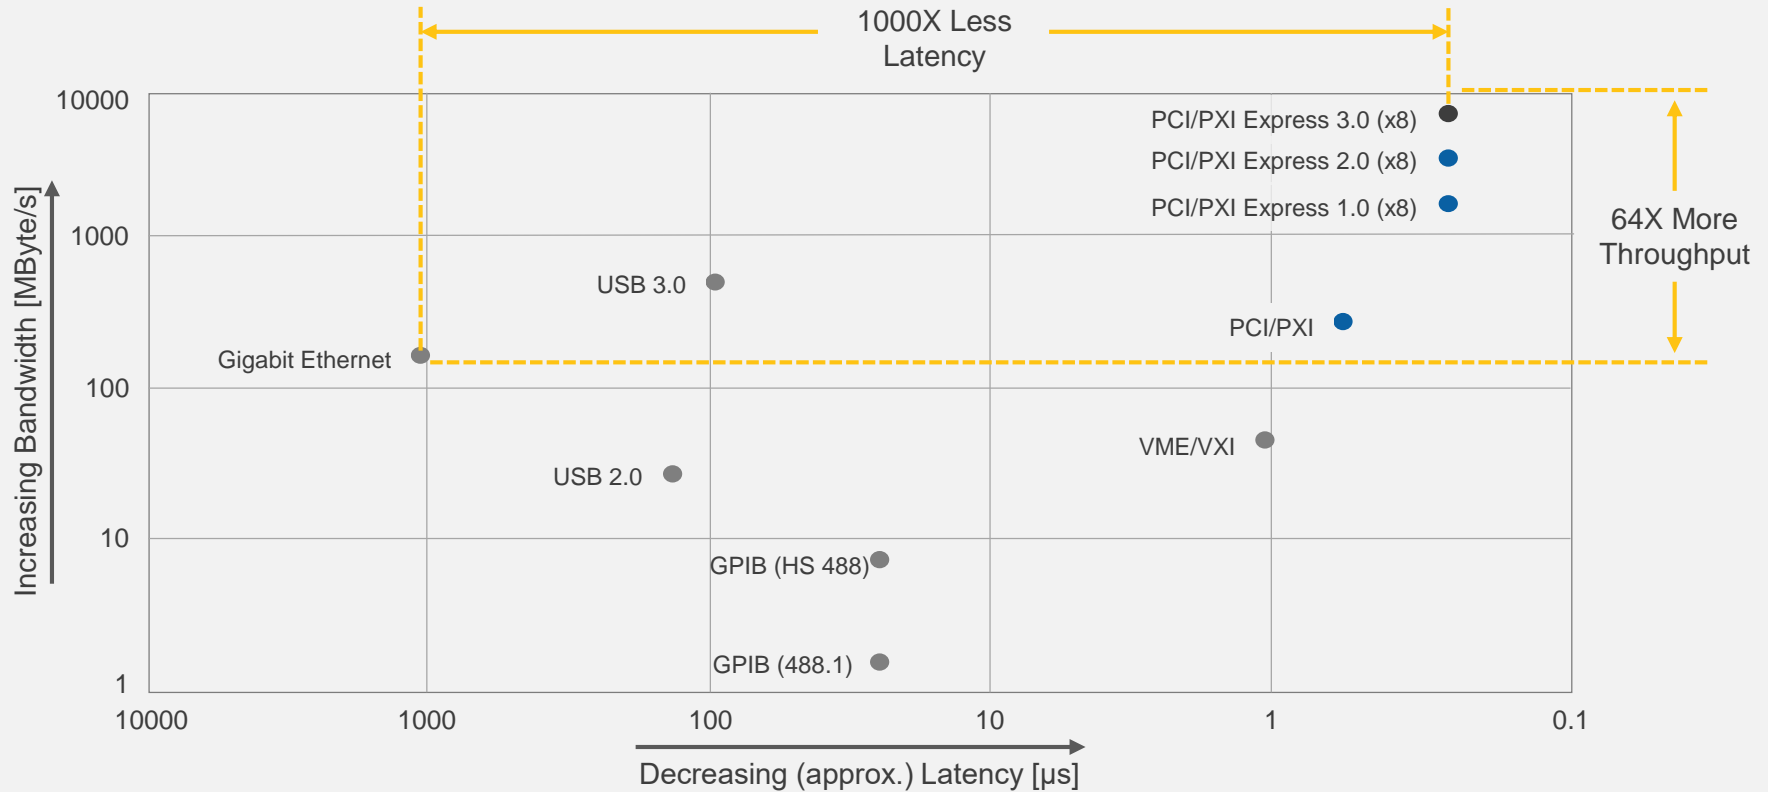 1000X Less
Latency
10000
PCI/PXI Express 3.0 (x8)
PCI/PXI Express 2.0 (x8)
PCI/PXI Express 1.0 (x8)
64X More
Throughput
1000
USB 3.0
PCI/PXI
Gigabit Ethernet
100
VME/VXI
USB 2.0
10
GPIB (HS 488)
GPIB (488.1)
1
10000 1000 100 10 1 0.1
Increasing Bandwidth [MByte/s]
Decreasing (approx.) Latency [µs]